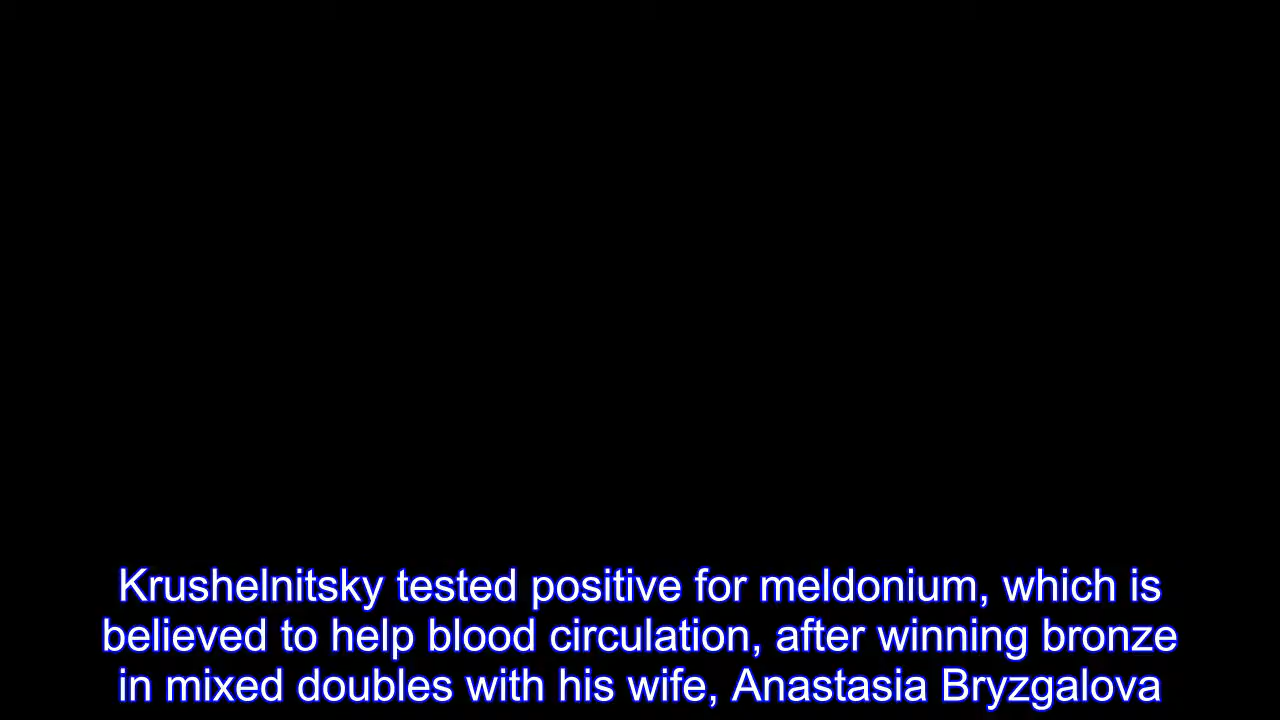 Krushelnitsky tested positive for meldonium, which is
believed to help blood circulation, after winning bronze
in mixed doubles with his wife, Anastasia Bryzgalova